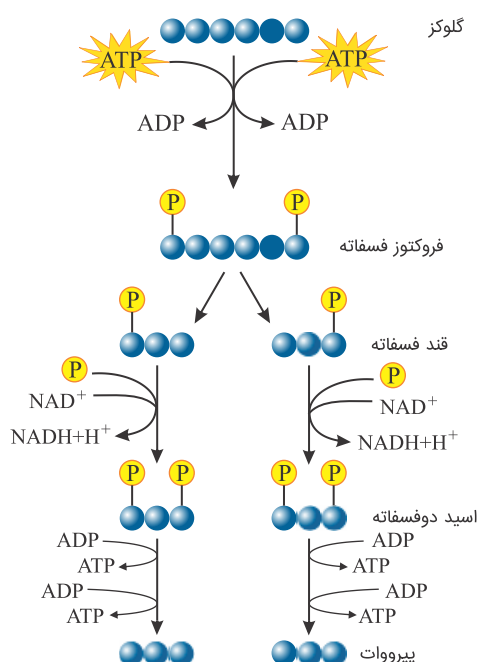 گلوکز
ATP ATP
ADP ADP
P P
فروکتوز فسفاته
P P
قند فسفاته
P P
NAD+ NAD+
NADH+H+ NADH+H+
P P P P
اسید دوفسفاته
ADP ADP
ATP ATP
ADP ADP
ATP ATP
پیرووات